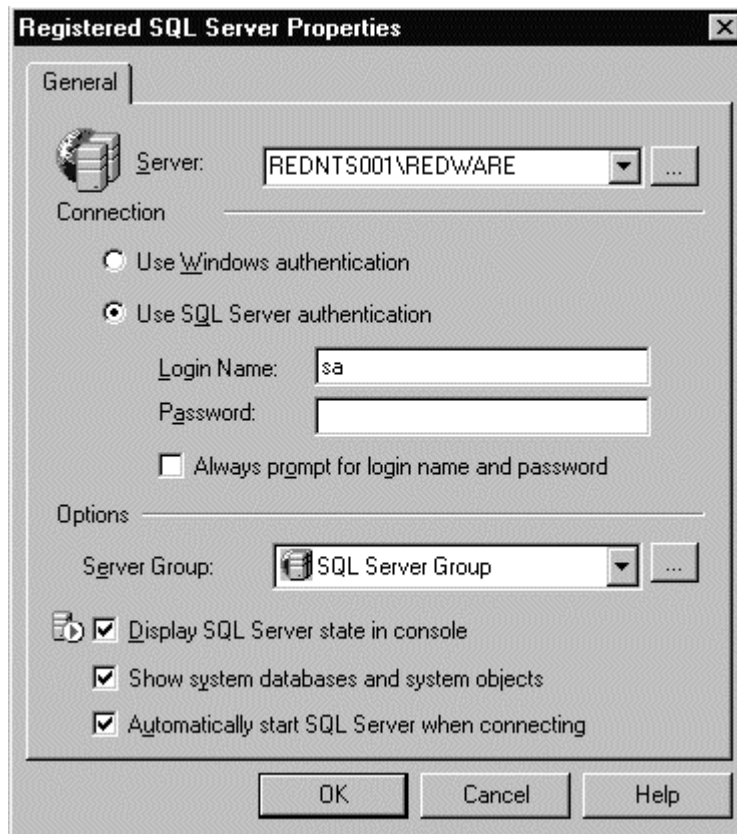 Registered SQL Server Properties
General
Server: REDNTS001\REDWARE ...
Connection
Use Windows authentication
Use SQL Server authentication
Login Name: sa
Password:
Always prompt for login name and password
Options
Server Group: SQL Server Group ...
Display SQL Server state in console
Show system databases and system objects
Automatically start SQL Server when connecting
OK Cancel Help